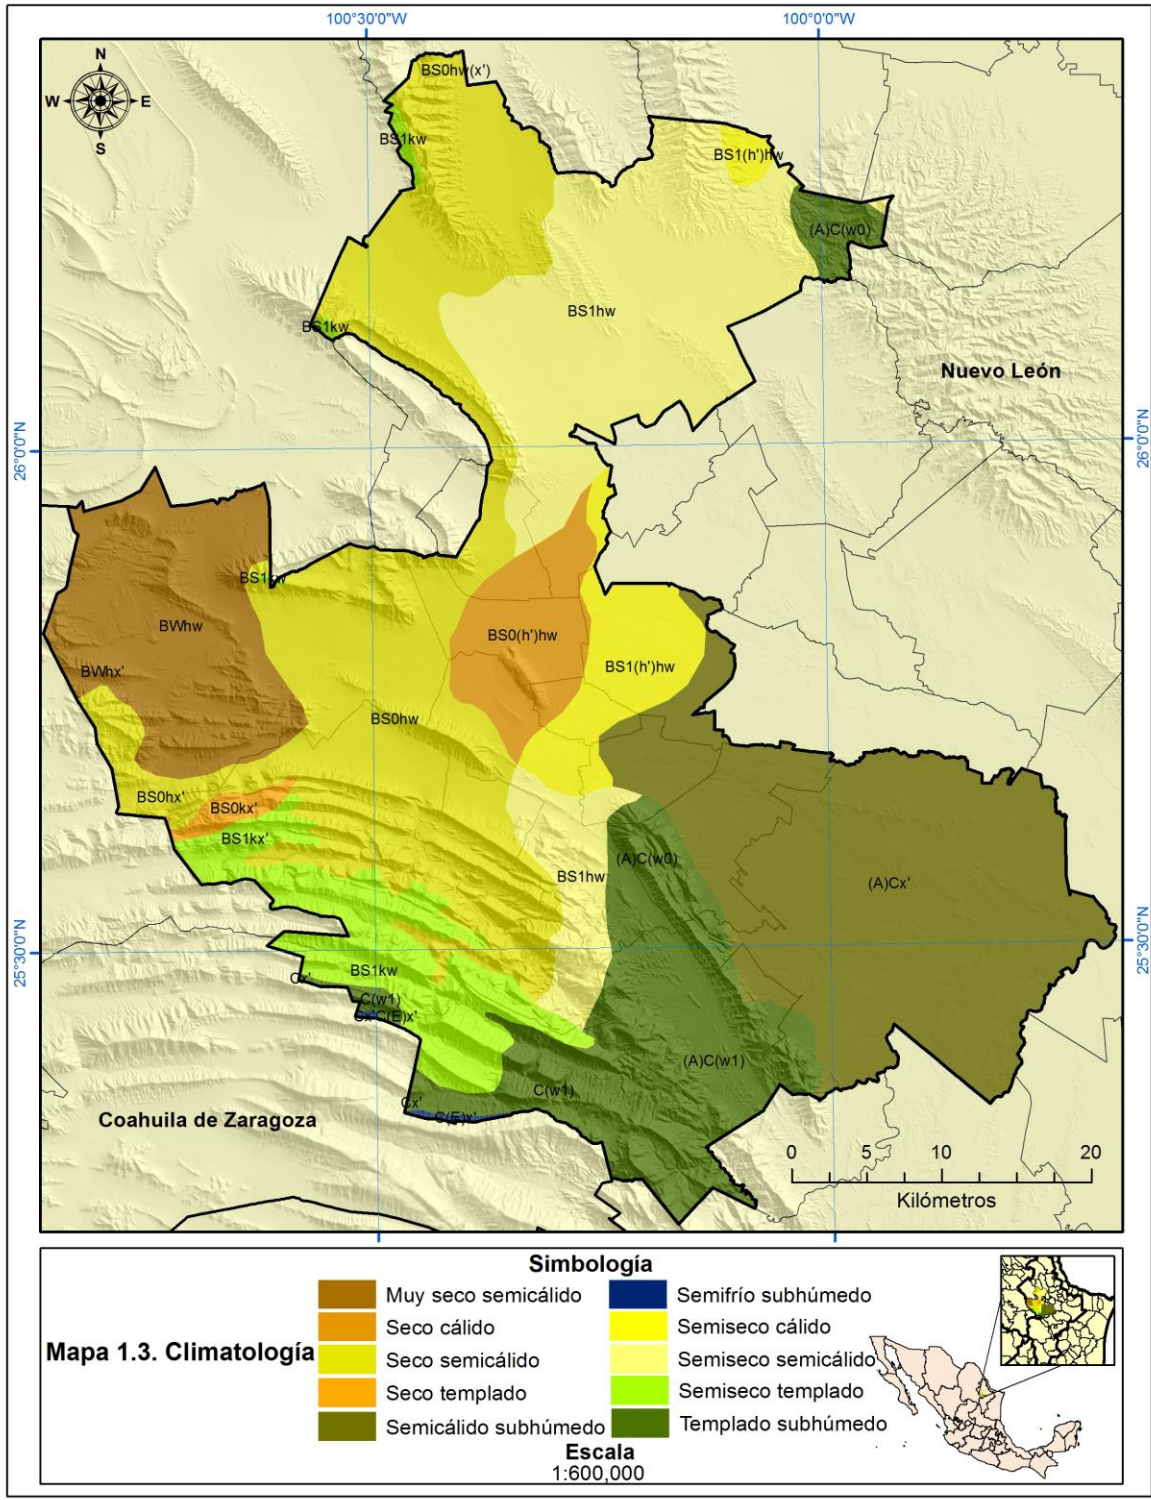 100°30'0"W
100°0'0"W
N
W
E
S
BS0hw(x')
BS1kw
BS1(h')hw
(A)C(w0)
BS1hw
BS1kw
Nuevo León
26°0'0"N
26°0'0"N
BS1kw
BWhw
BS0(h')hw
BS1(h')hw
BWhx'
BS0hw
BS0hx'
BS0kx'
BS1kx'
(A)C(w0)
BS1hw
(A)Cx'
25°30'0"N
25°30'0"N
BS1kw
Cx'
C(w1)
Cx'
C(E)x'
(A)C(w1)
C(w1)
Cx'
C(E)x'
Coahuila de Zaragoza
0 5 10 20
Kilómetros
Simbología
Mapa 1.3. Climatología
Muy seco semicálido
Seco cálido
Seco semicálido
Seco templado
Semicálido subhúmedo
Semifrío subhúmedo
Semiseco cálido
Semiseco semicálido
Semiseco templado
Templado subhúmedo
Escala
1:600,000